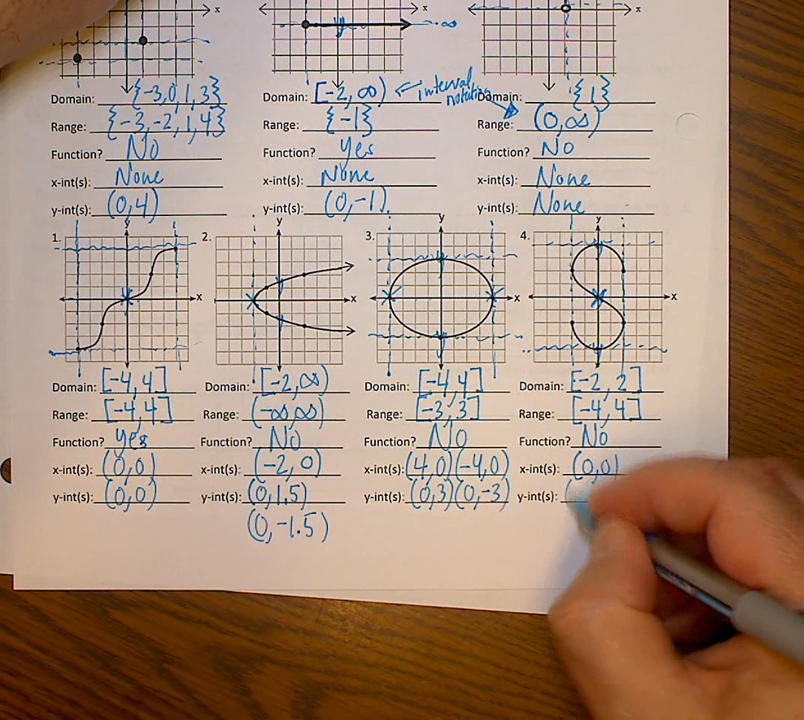 x
x
x
-∞
Domain: {-3,0,1,3}
Range: {-3,-2,1,4}
Function? No
x-int(s): None
y-int(s): (0,4)
Domain: [-2,∞)
Range: {-1}
Function? yes
x-int(s): None
y-int(s): (0,-1)
interval
notation
Domain: {1}
Range: (0,∞)
Function? No
x-int(s): None
y-int(s): None
1.
y
x
Domain: [-4,4]
Range: [-4,4]
Function? yes
x-int(s): (0,0)
y-int(s): (0,0)
2.
y
x
Domain: [-2,∞)
Range: (-∞,∞)
Function? No
x-int(s): (-2,0)
y-int(s): (0,1.5)
(0,-1.5)
3.
y
x
Domain: [-4,4]
Range: [-3,3]
Function? No
x-int(s): (4,0)(-4,0)
y-int(s): (0,3)(0,-3)
4.
y
x
Domain: [-2,2]
Range: [-4,4]
Function? No
x-int(s): (0,0)
y-int(s): (